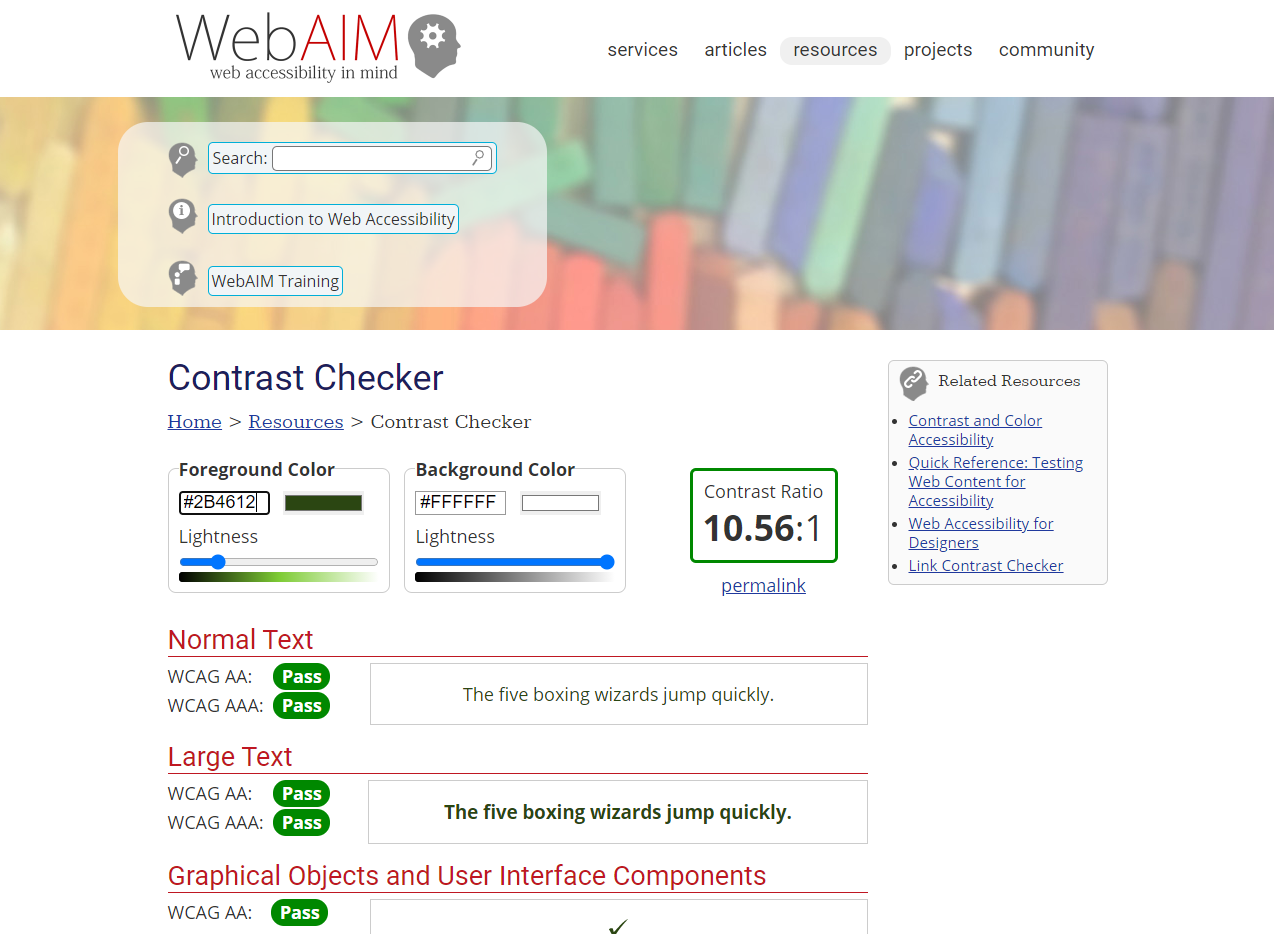 WebAIM
web accessibility in mind
services articles resources projects community
Search:
Introduction to Web Accessibility
WebAIM Training
Contrast Checker
Home > Resources > Contrast Checker
Foreground Color
#2B4612
Lightness
Background Color
#FFFFFF
Lightness
Contrast Ratio
10.56:1
permalink
Normal Text
WCAG AA: Pass
WCAG AAA: Pass
The five boxing wizards jump quickly.
Large Text
WCAG AA: Pass
WCAG AAA: Pass
The five boxing wizards jump quickly.
Graphical Objects and User Interface Components
WCAG AA: Pass
✓
Related Resources
Contrast and Color
Accessibility
Quick Reference: Testing
Web Content for
Accessibility
Web Accessibility for
Designers
Link Contrast Checker